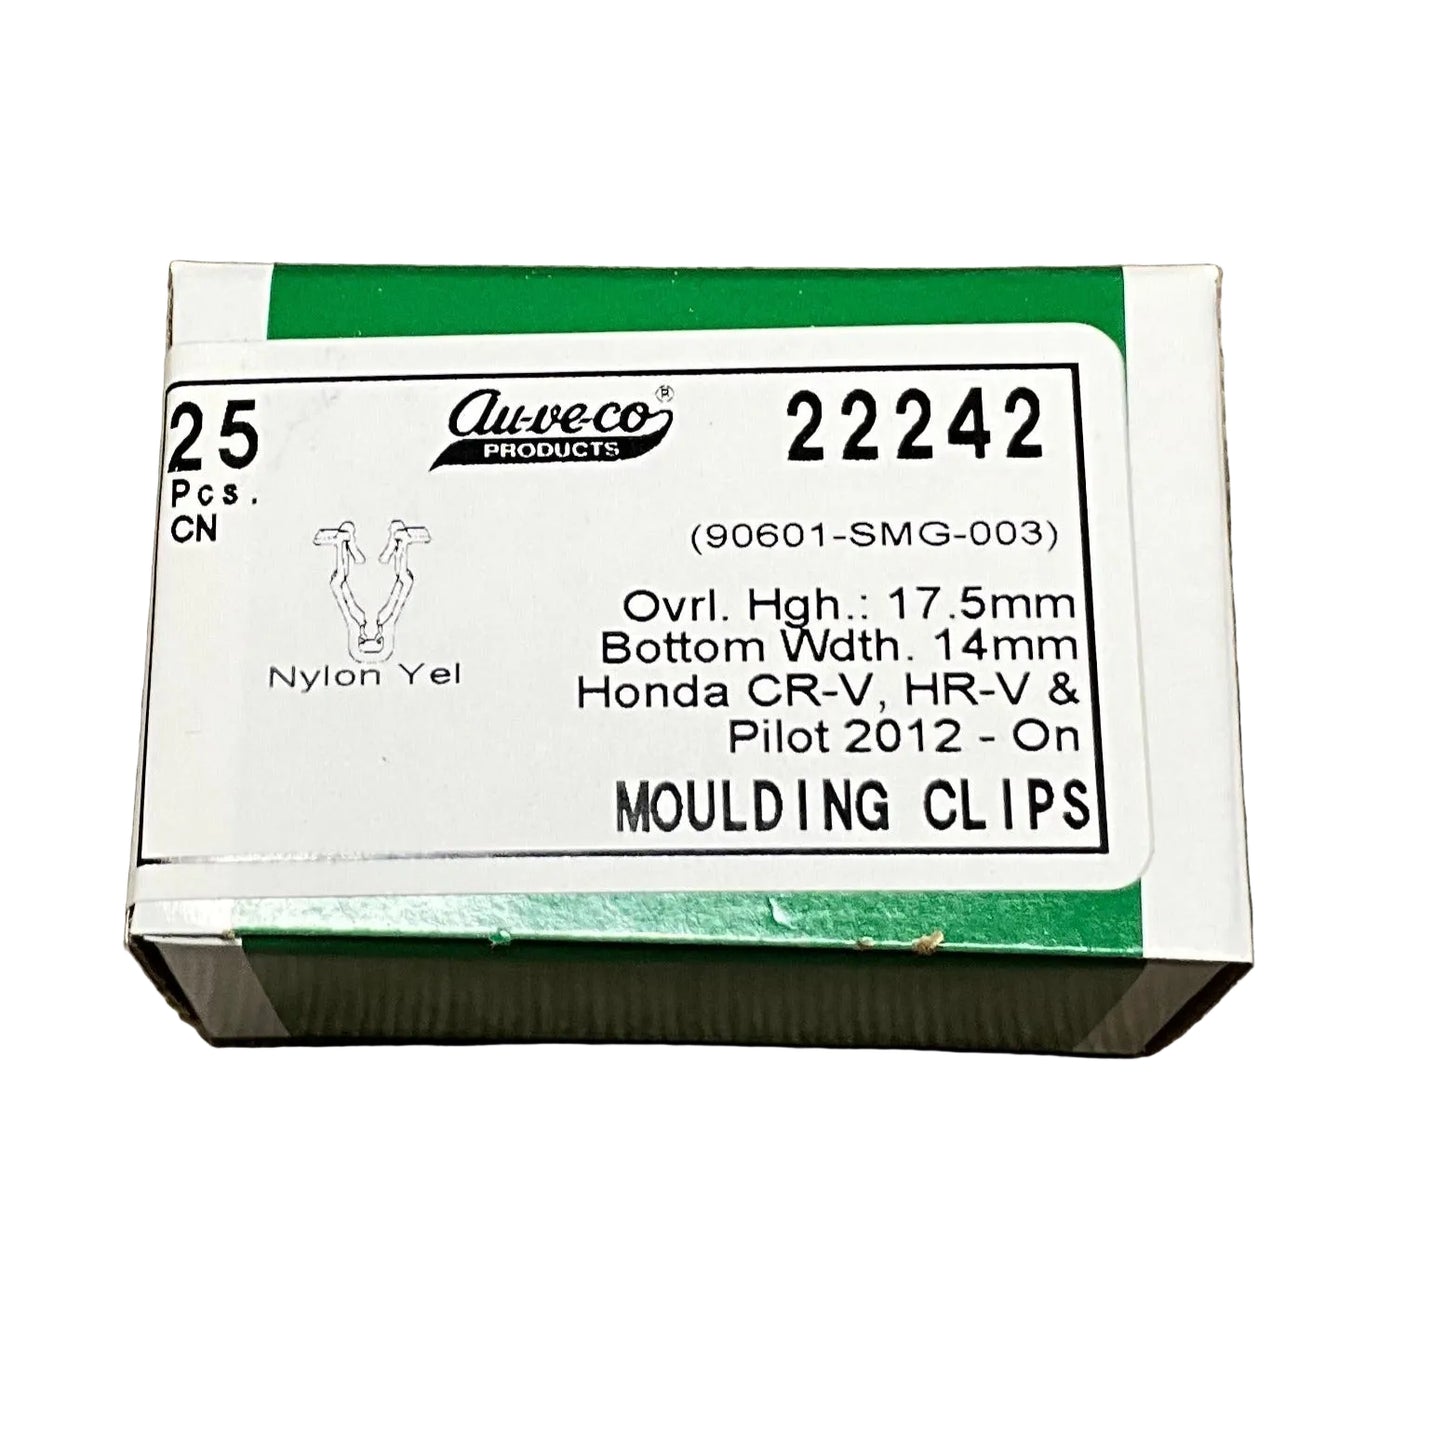 25
Pcs.
CN
au-ve-co®
PRODUCTS
22242
(90601-SMG-003)
Ovrl. Hgh.: 17.5mm
Bottom Wdth. 14mm
Honda CR-V, HR-V &
Pilot 2012 - On
MOULDING CLIPS
Nylon Yel